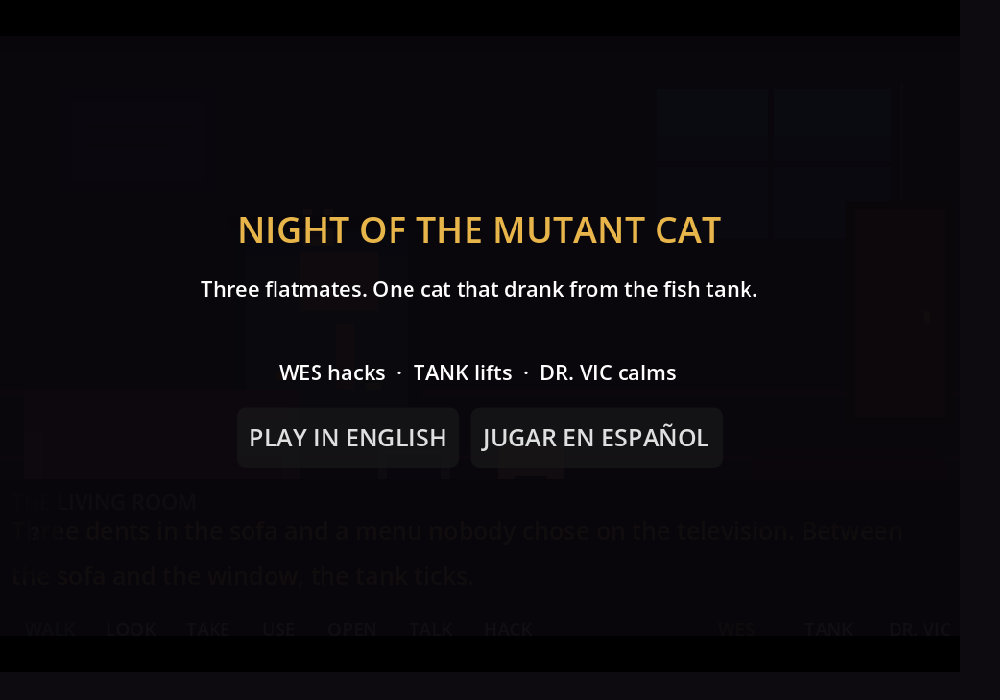 NIGHT OF THE MUTANT CAT
Three flatmates. One cat that drank from the fish tank.
WES hacks · TANK lifts · DR. VIC calms
PLAY IN ENGLISH JUGAR EN ESPAÑOL
THE LIVING ROOM
Three dents in the sofa and a menu nobody chose on the television. Between
the sofa and the window, the tank ticks.
WALK LOOK TAKE USE OPEN TALK HACK WES TANK DR. VIC